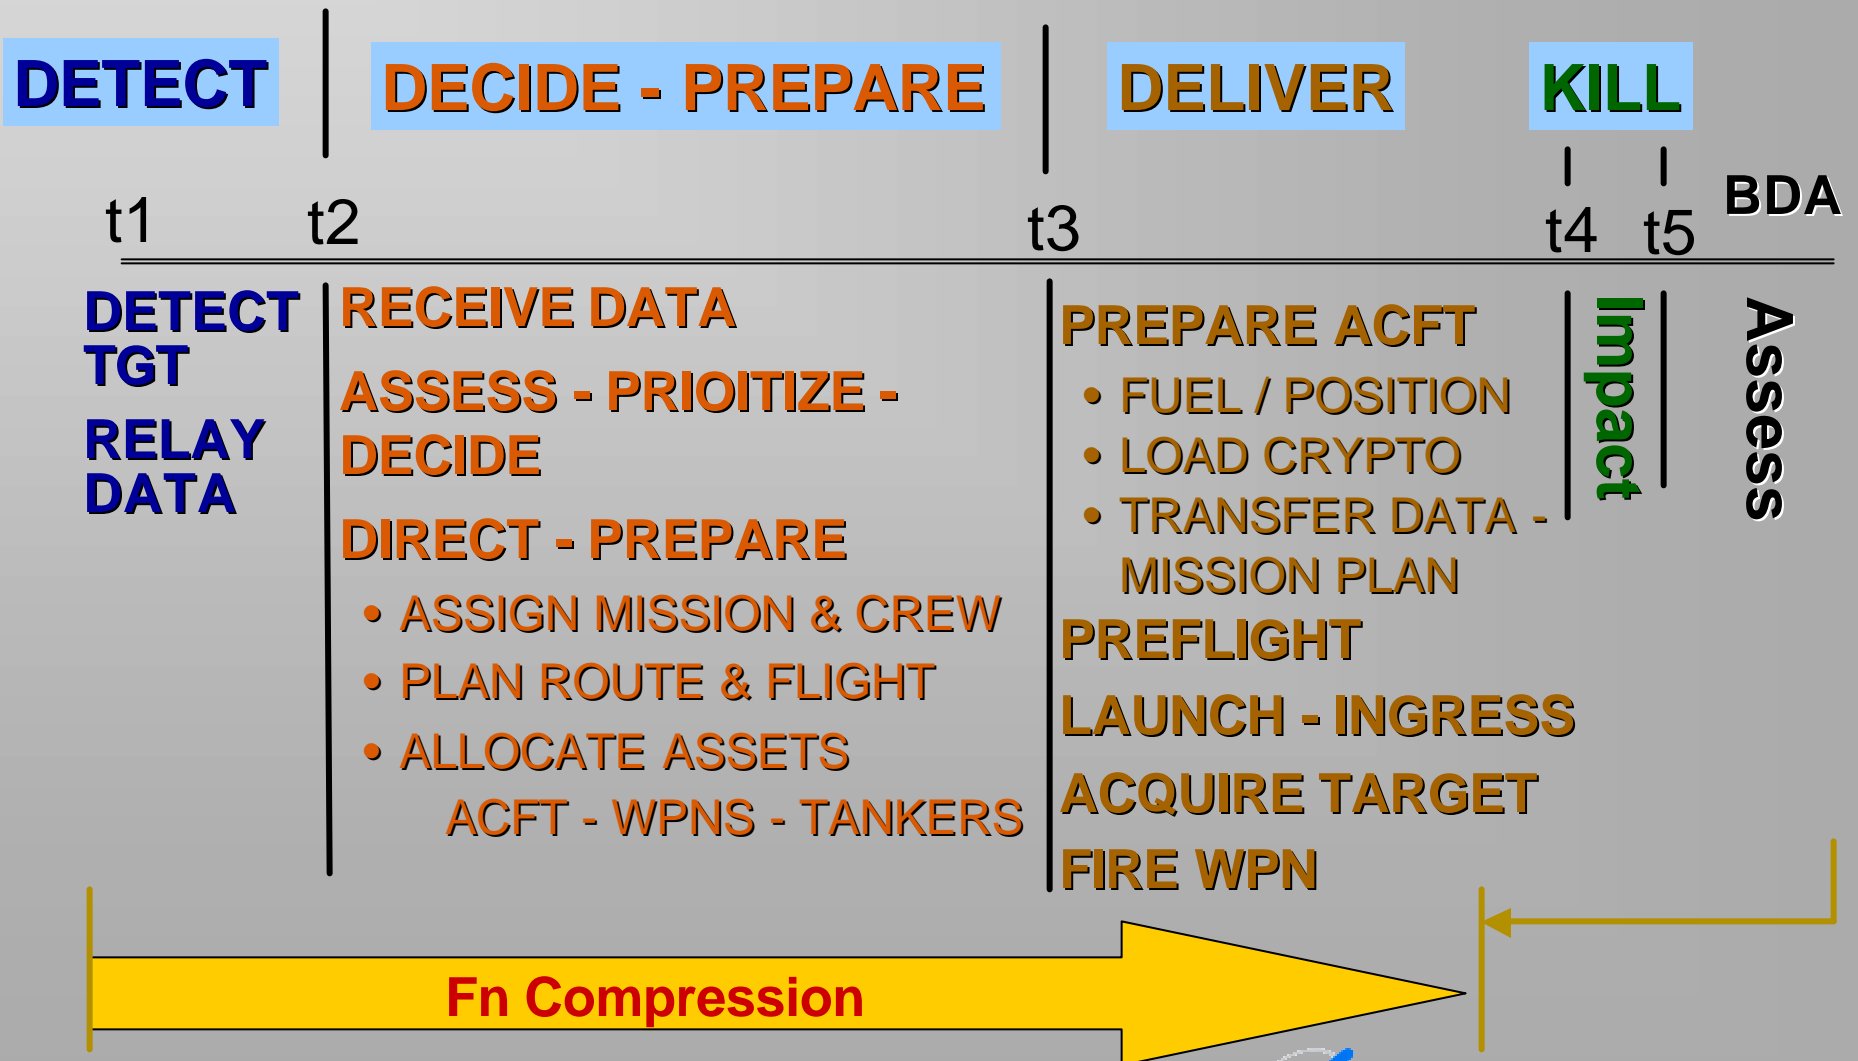 DETECT
DECIDE - PREPARE
DELIVER
KILL
t1
t2
t3
t4
t5
BDA
DETECT
TGT
RELAY
DATA
RECEIVE DATA
ASSESS - PRIOITIZE -
DECIDE
DIRECT - PREPARE
• ASSIGN MISSION & CREW
• PLAN ROUTE & FLIGHT
• ALLOCATE ASSETS
ACFT - WPNS - TANKERS
PREPARE ACFT
• FUEL / POSITION
• LOAD CRYPTO
• TRANSFER DATA -
MISSION PLAN
PREFLIGHT
LAUNCH - INGRESS
ACQUIRE TARGET
FIRE WPN
Impact
Assess
Fn Compression